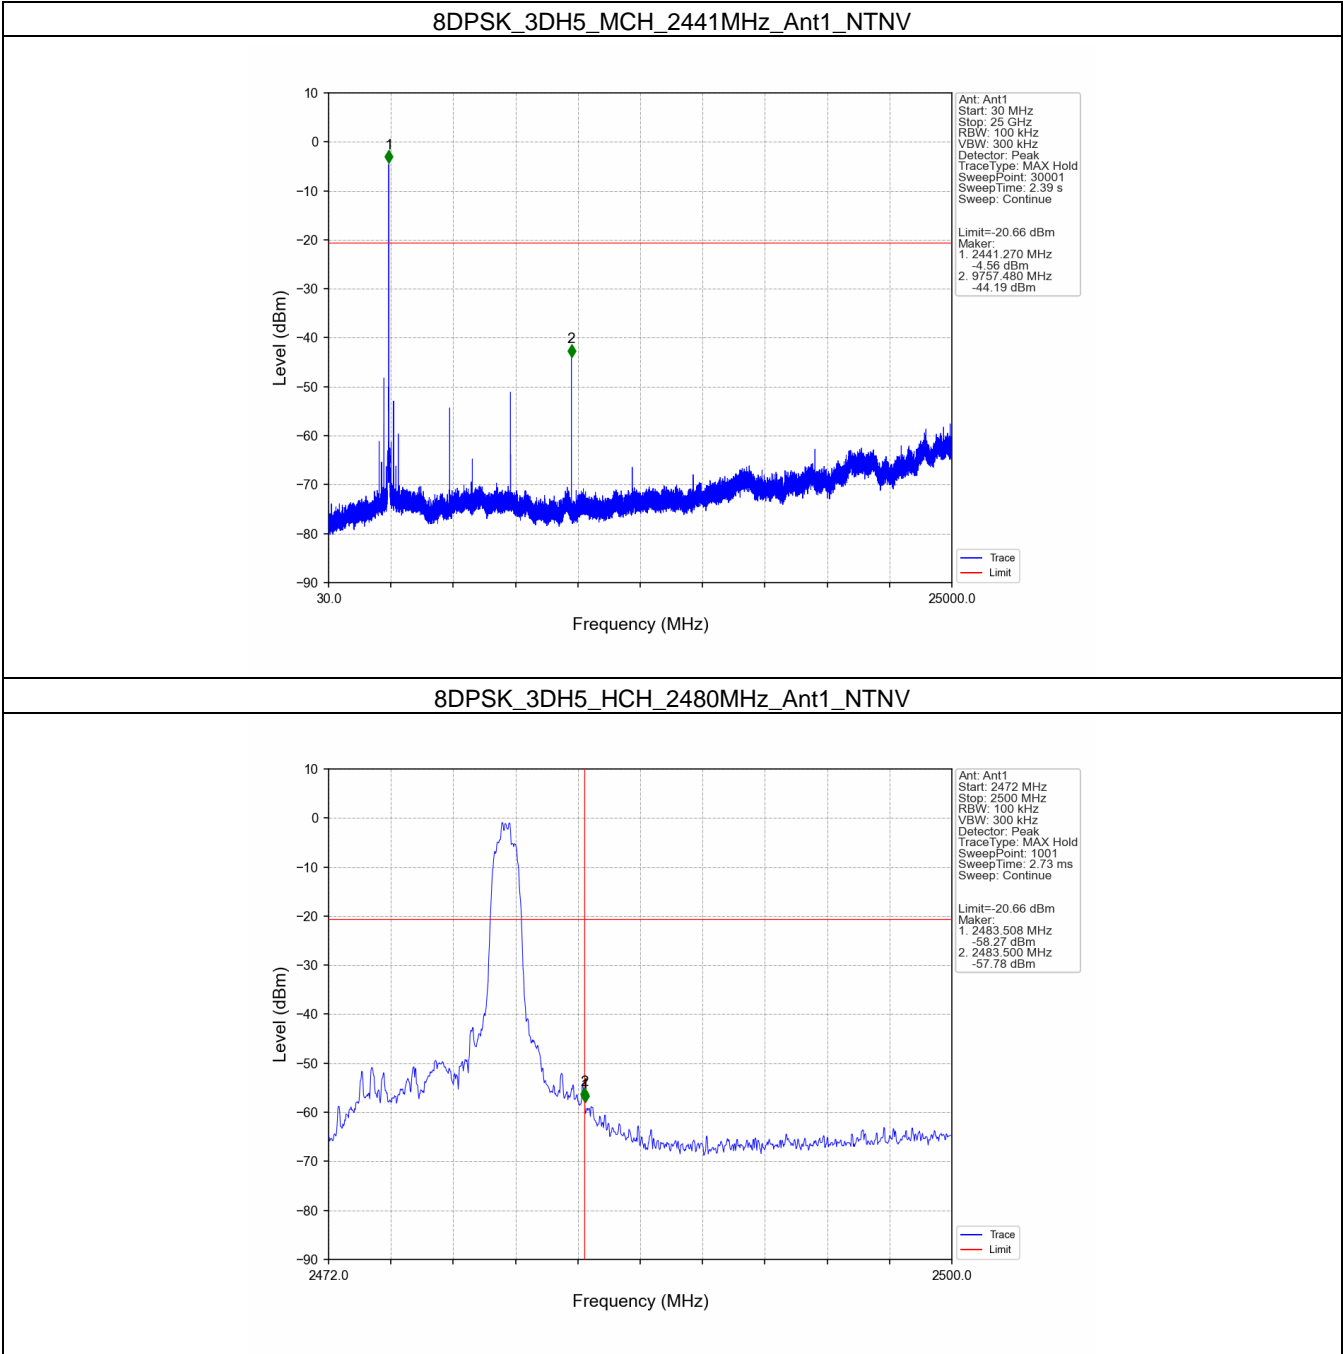 8DPSK_3DH5_MCH_2441MHz_Ant1_NTNV
10
0
−10
−20
−30
−40
−50
−60
−70
−80
−90
Level (dBm)
1
2
30.0
25000.0
Frequency (MHz)
Ant: Ant1
Start: 30 MHz
Stop: 25 GHz
RBW: 100 kHz
VBW: 300 kHz
Detector: Peak
TraceType: MAX Hold
SweepPoint: 30001
SweepTime: 2.39 s
Sweep: Continue
Limit=-20.66 dBm
Maker:
1. 2441.270 MHz
-4.56 dBm
2. 9757.480 MHz
-44.19 dBm
Trace
Limit
8DPSK_3DH5_HCH_2480MHz_Ant1_NTNV
10
0
−10
−20
−30
−40
−50
−60
−70
−80
−90
Level (dBm)
2
2472.0
2500.0
Frequency (MHz)
Ant: Ant1
Start: 2472 MHz
Stop: 2500 MHz
RBW: 100 kHz
VBW: 300 kHz
Detector: Peak
TraceType: MAX Hold
SweepPoint: 1001
SweepTime: 2.73 ms
Sweep: Continue
Limit=-20.66 dBm
Maker:
1. 2483.508 MHz
-58.27 dBm
2. 2483.500 MHz
-57.78 dBm
Trace
Limit